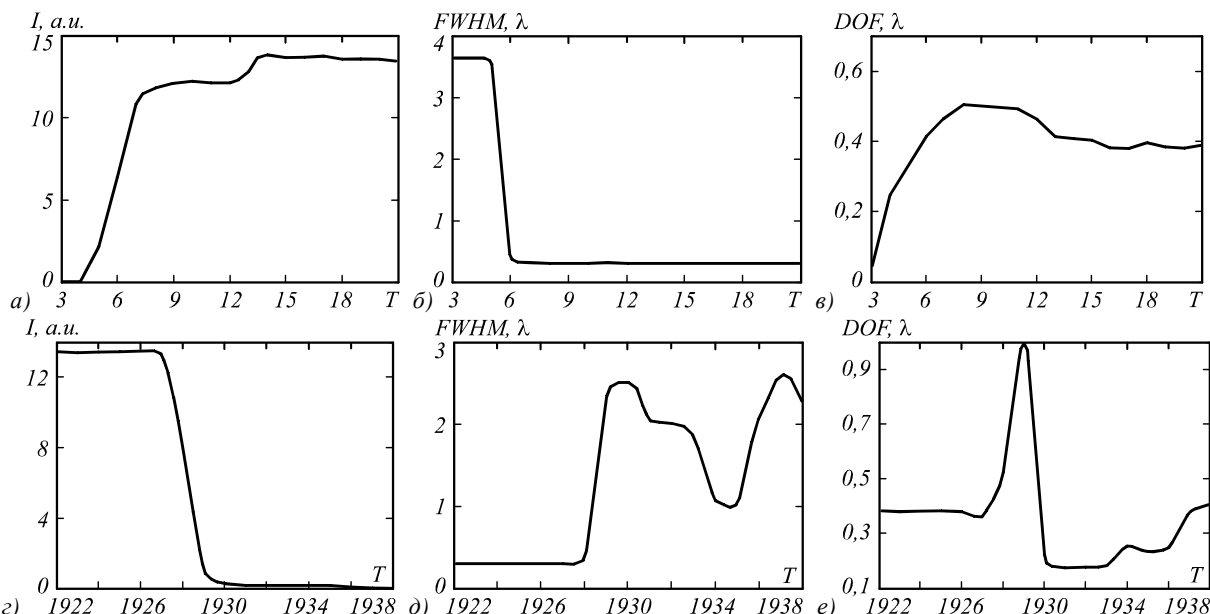 I, a.u. FWHM, λ DOF, λ
15 4 0,6
10 3 0,4
5 2 0,2
0 1 0
0
а) 3 6 9 12 15 18 T б) 3 6 9 12 15 18 T в) 3 6 9 12 15 18 T
I, a.u. FWHM, λ DOF, λ
12 3 0,9
8 2 0,7
4 1 0,5
0 0 0,3
0,1
T T T
г) 1922 1926 1930 1934 1938 д) 1922 1926 1930 1934 1938 е) 1922 1926 1930 1934 1938